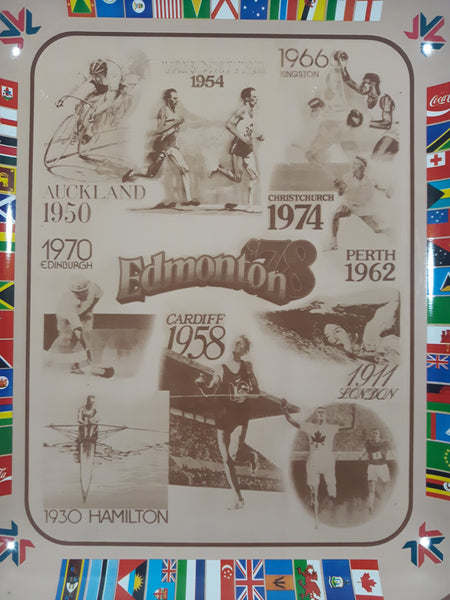 1954
1966
KINGSTON
Coca-Cola
AUCKLAND
1950
CHRISTCHURCH
1974
1970
EDINBURGH
Edmonton '78
PERTH
1962
CARDIFF
1958
1911
LONDON
1930 HAMILTON